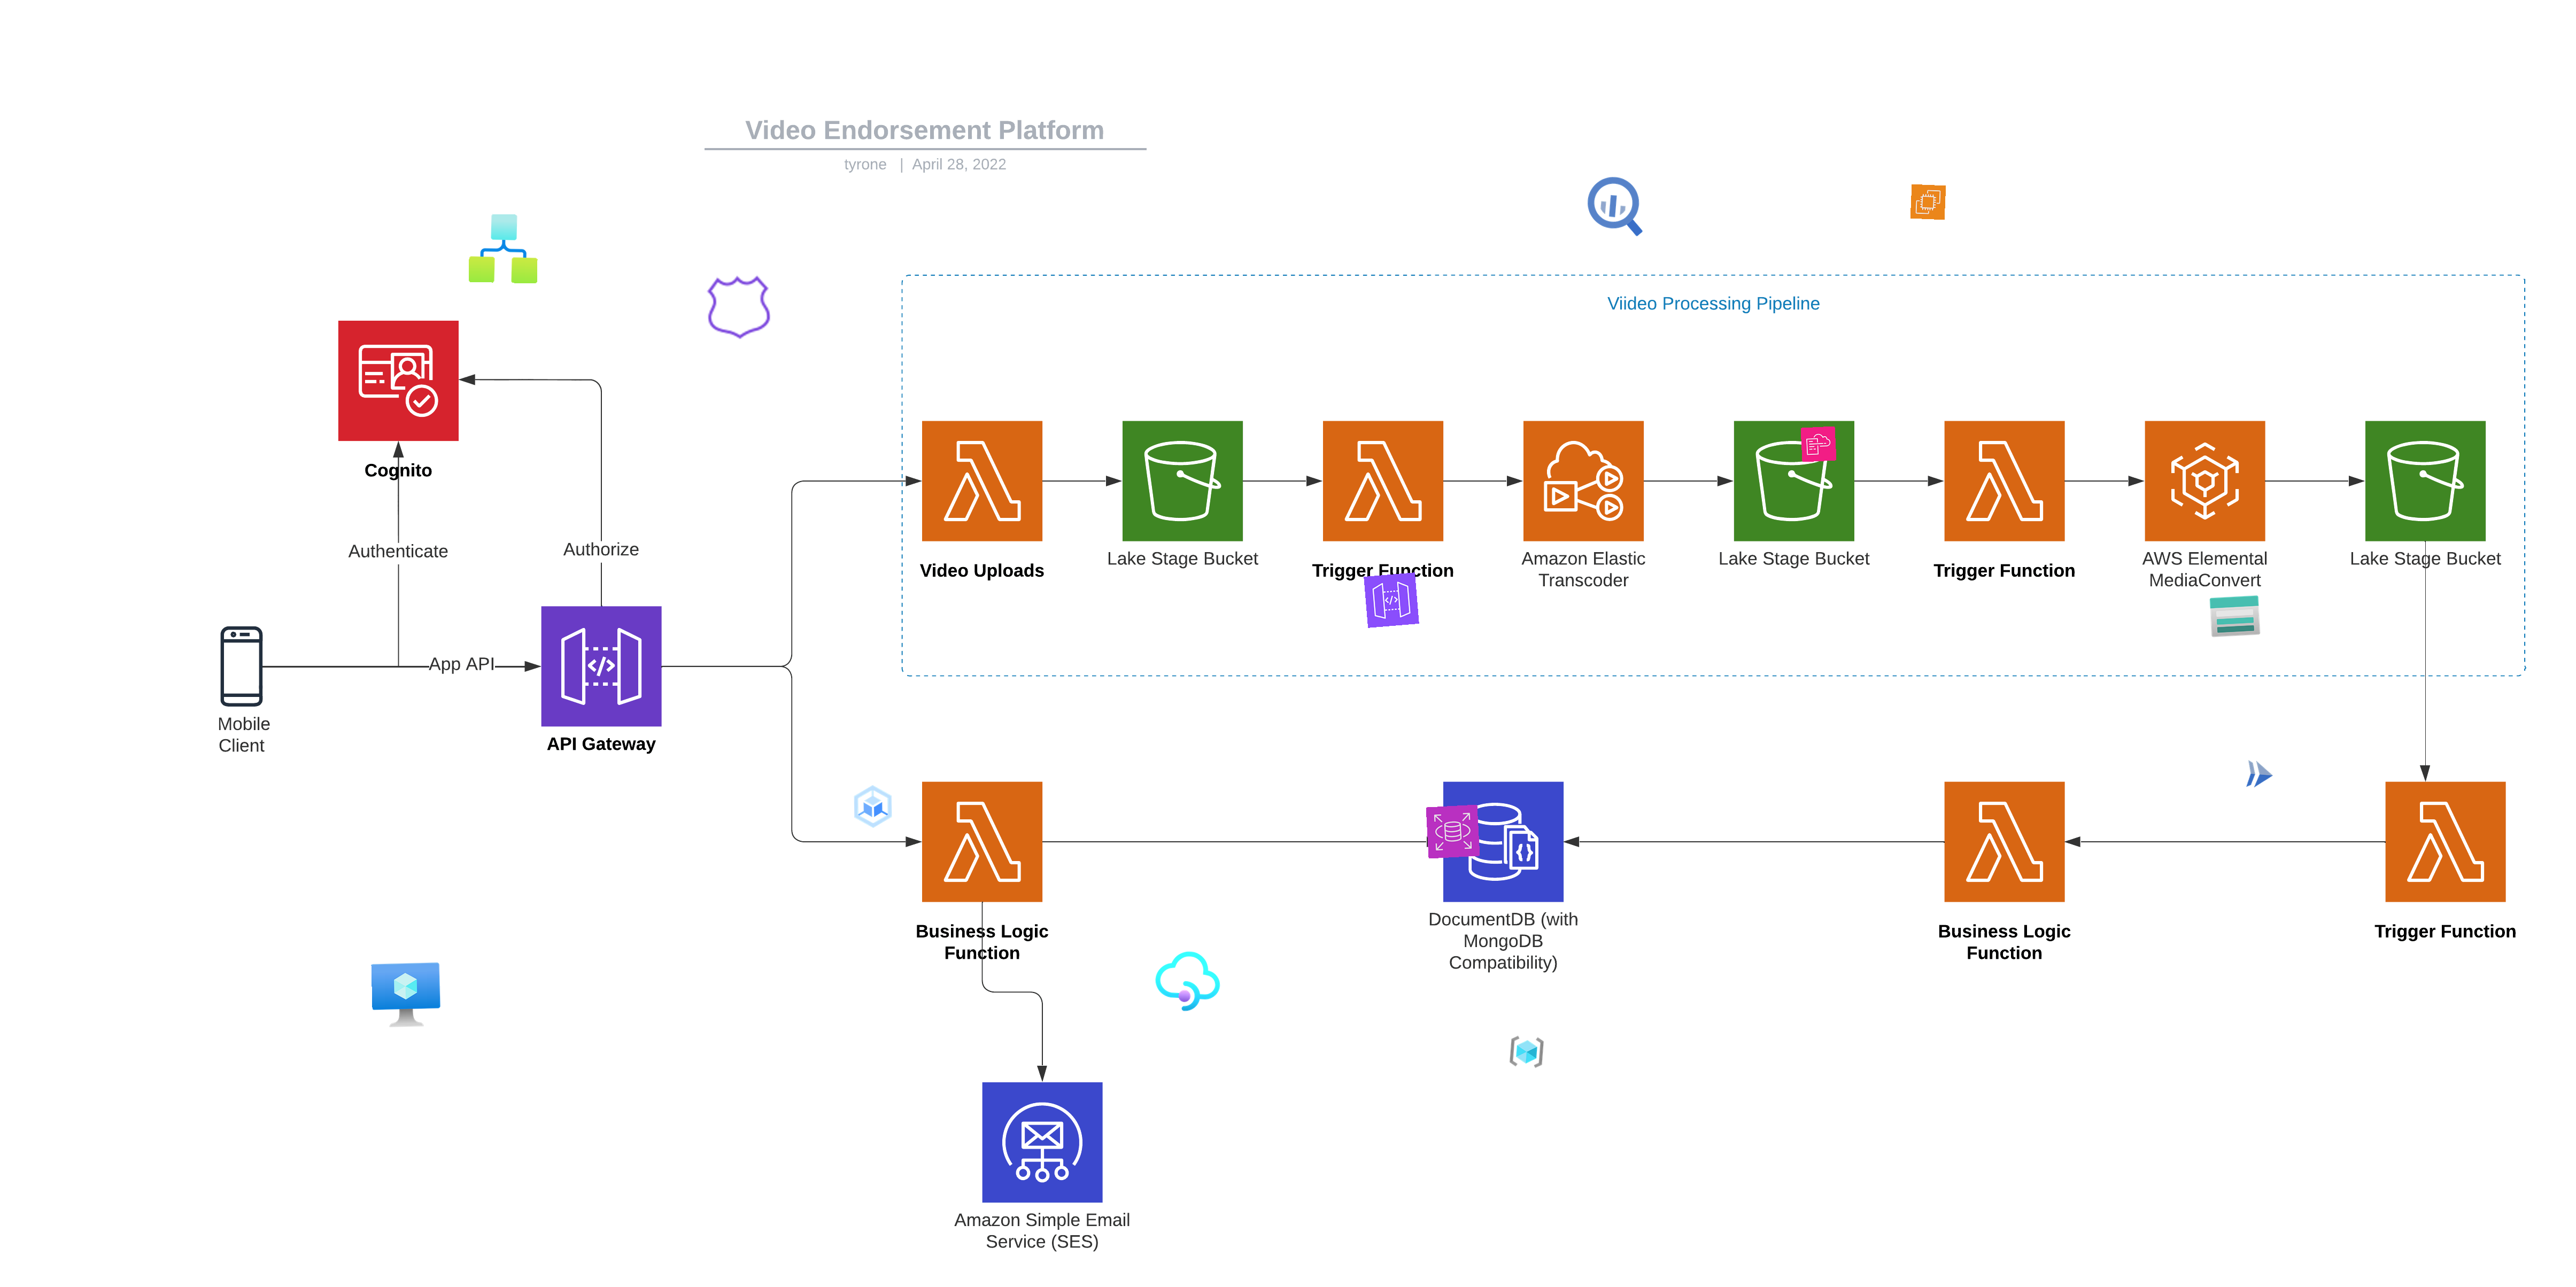 Video Endorsement Platform
tyrone | April 28, 2022
Viideo Processing Pipeline
Cognito
Authenticate
Authorize
Video Uploads
Lake Stage Bucket
Trigger Function
Amazon Elastic
Transcoder
Lake Stage Bucket
Trigger Function
AWS Elemental
MediaConvert
Lake Stage Bucket
App API
Mobile
Client
API Gateway
Business Logic
Function
DocumentDB (with
MongoDB
Compatibility)
Business Logic
Function
Trigger Function
Amazon Simple Email
Service (SES)